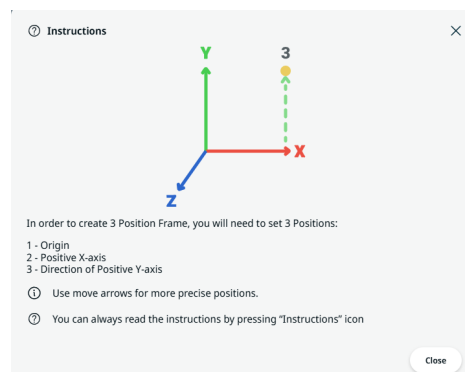 Instructions
Y
3
X
Z
In order to create 3 Position Frame, you will need to set 3 Positions:
1 - Origin
2 - Positive X-axis
3 - Direction of Positive Y-axis
Use move arrows for more precise positions.
You can always read the instructions by pressing “Instructions” icon
Close